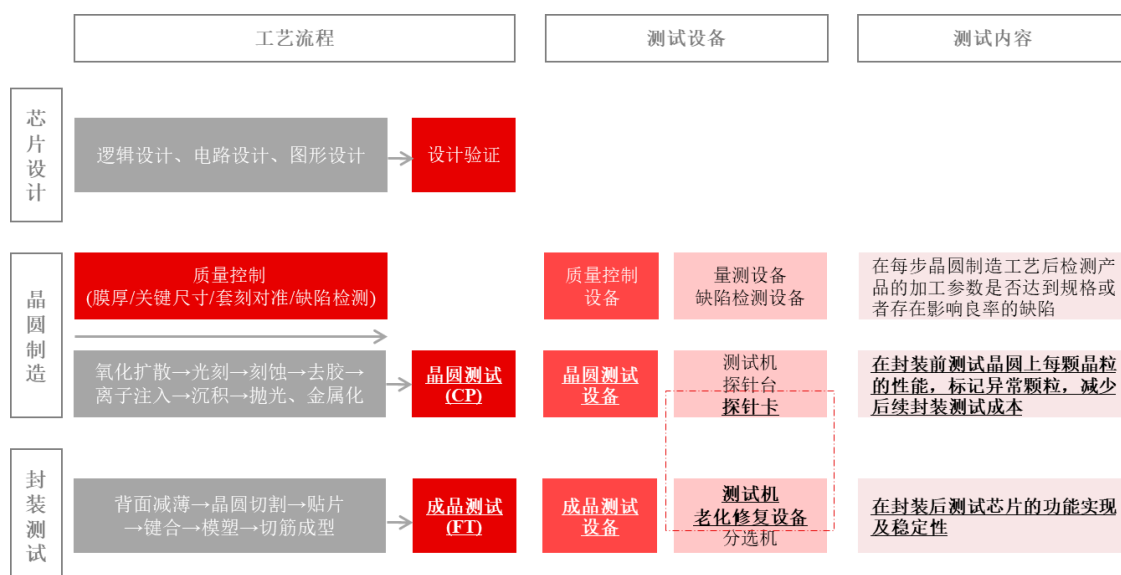 工艺流程
测试设备
测试内容
芯片设计
逻辑设计、电路设计、图形设计
设计验证
晶圆制造
质量控制
(膜厚/关键尺寸/套刻对准/缺陷检测)
质量控制
设备
量测设备
缺陷检测设备
在每步晶圆制造工艺后检测产
品的加工参数是否达到规格或
者存在影响良率的缺陷
氧化扩散→光刻→刻蚀→去胶→
离子注入→沉积→抛光、金属化
晶圆测试
(CP)
晶圆测试
设备
测试机
探针台
探针卡
在封装前测试晶圆上每颗晶粒
的性能，标记异常颗粒，减少
后续封装测试成本
封装测试
背面减薄→晶圆切割→贴片
→键合→模塑→切筋成型
成品测试
(FT)
成品测试
设备
测试机
老化修复设备
分选机
在封装后测试芯片的功能实现
及稳定性